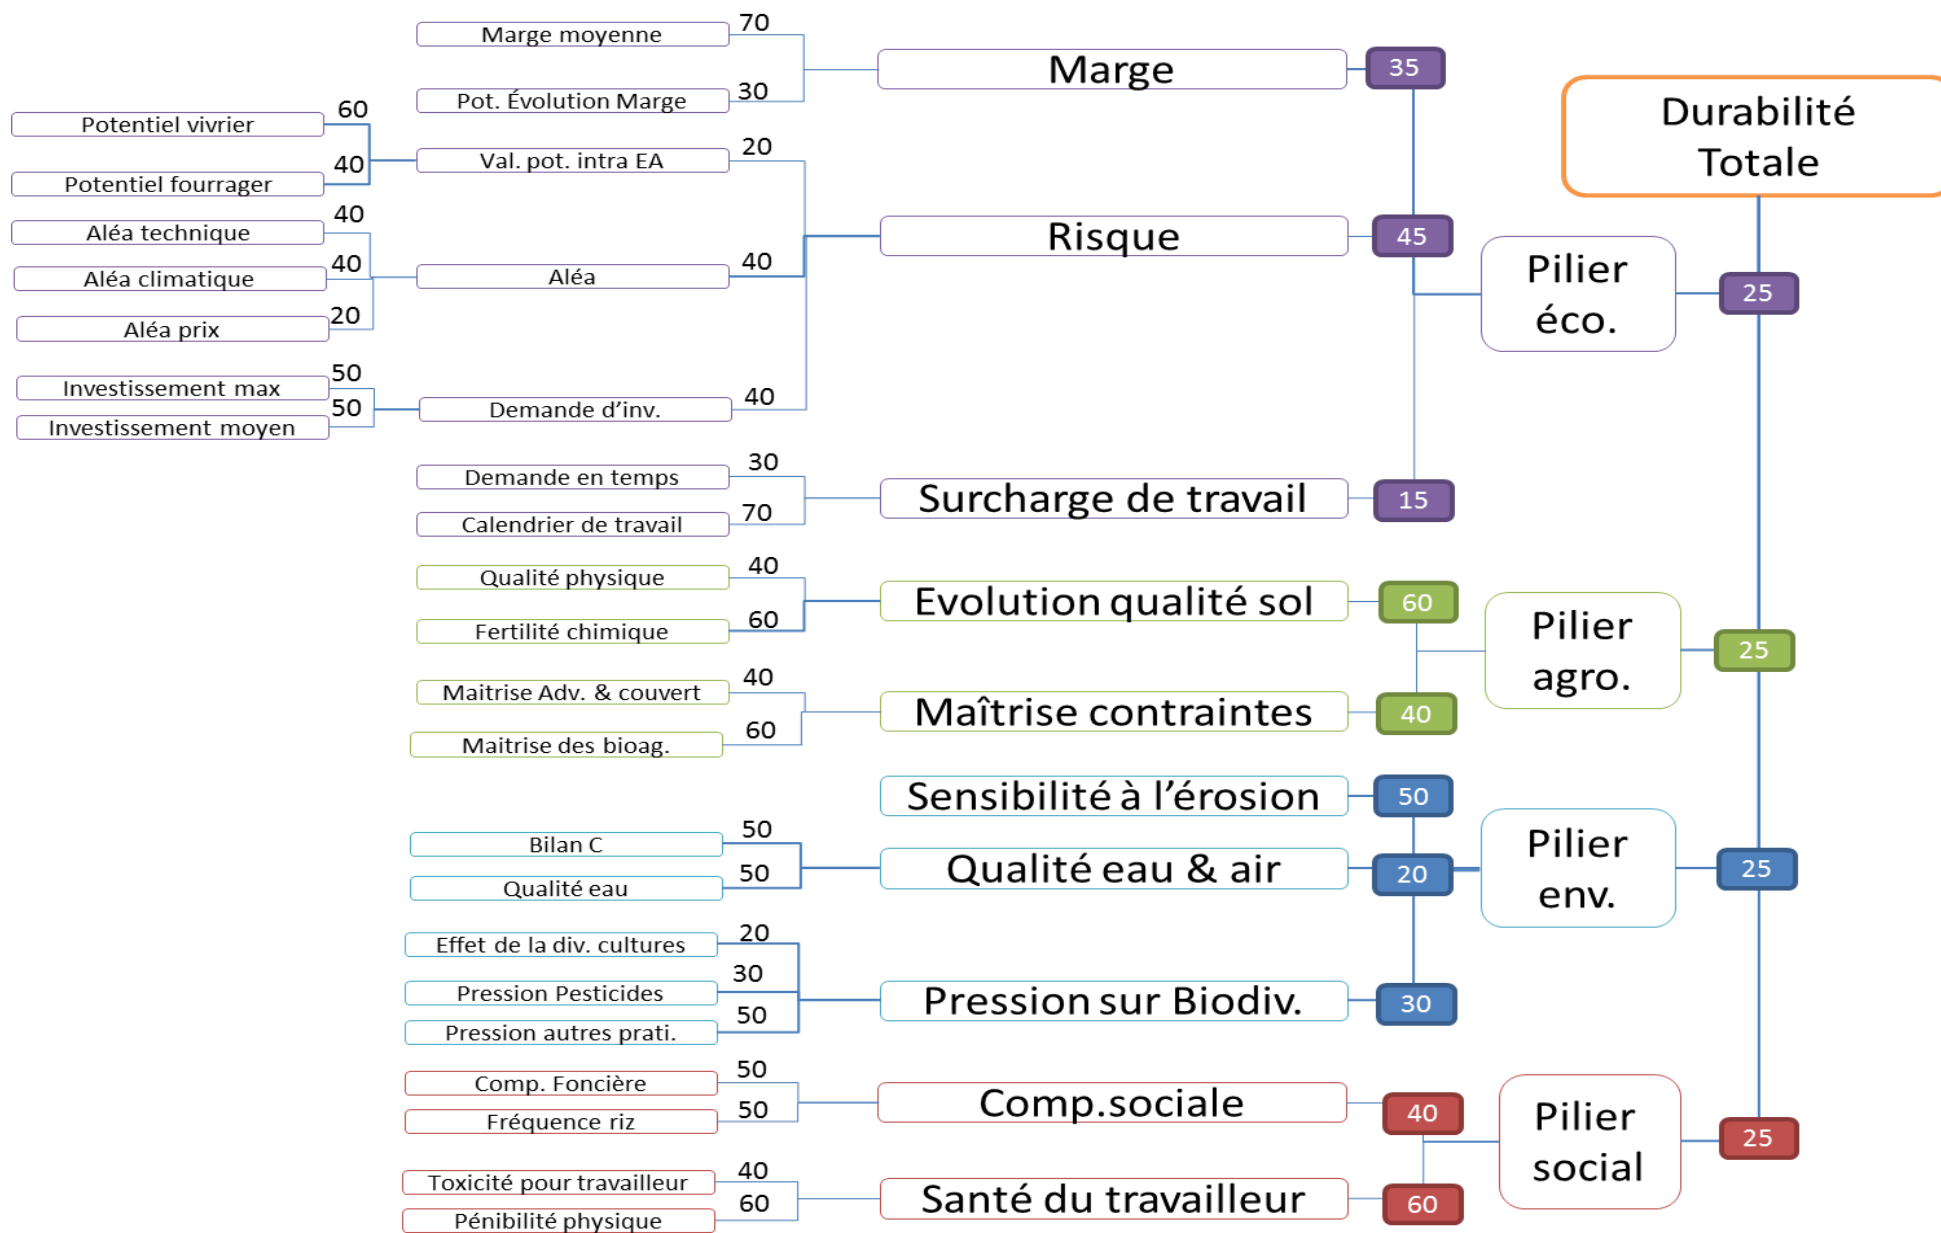 Marge moyenne
70
Pot. Évolution Marge
30
Marge
35
Potentiel vivrier
60
Potentiel fourrager
40
Val. pot. intra EA
20
Aléa technique
40
Aléa climatique
40
Aléa prix
20
Aléa
40
Risque
45
Investissement max
50
Investissement moyen
50
Demande d’inv.
40
Demande en temps
30
Calendrier de travail
70
Surcharge de travail
15
Pilier
éco.
25
Durabilité
Totale
Qualité physique
40
Fertilité chimique
60
Evolution qualité sol
60
Maitrise Adv. & couvert
40
Maitrise des bioag.
60
Maîtrise contraintes
40
Pilier
agro.
25
Sensibilité à l’érosion
50
Bilan C
50
Qualité eau
50
Qualité eau & air
20
Effet de la div. cultures
20
Pression Pesticides
30
Pression autres prati.
50
Pression sur Biodiv.
30
Pilier
env.
25
Comp. Foncière
50
Fréquence riz
50
Comp.sociale
40
Toxicité pour travailleur
40
Pénibilité physique
60
Santé du travailleur
60
Pilier
social
25